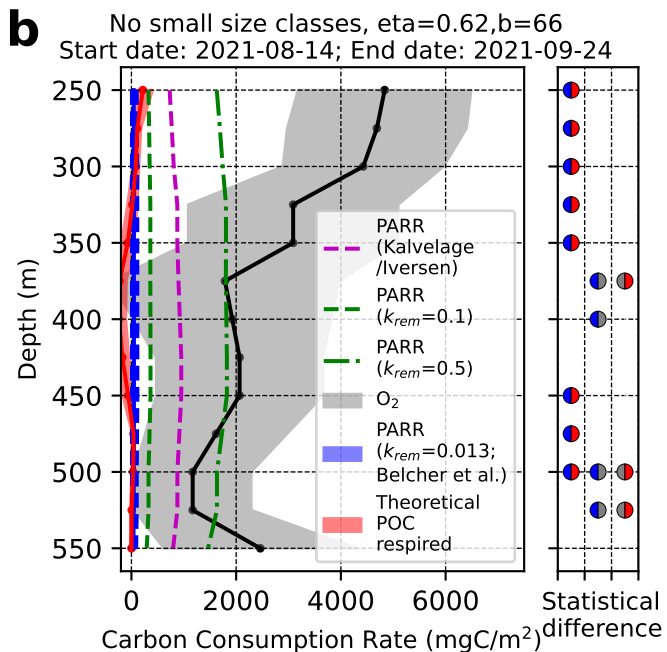 b
No small size classes, eta=0.62,b=66
Start date: 2021-08-14; End date: 2021-09-24
250
300
350
400
450
500
550
Depth (m)
PARR
(Kalvelage
/Iversen)
PARR
(k_rem=0.1)
PARR
(k_rem=0.5)
O₂
PARR
(k_rem=0.013;
Belcher et al.)
Theoretical
POC
respired
0 2000 4000 6000
Carbon Consumption Rate (mgC/m²)
Statistical
difference